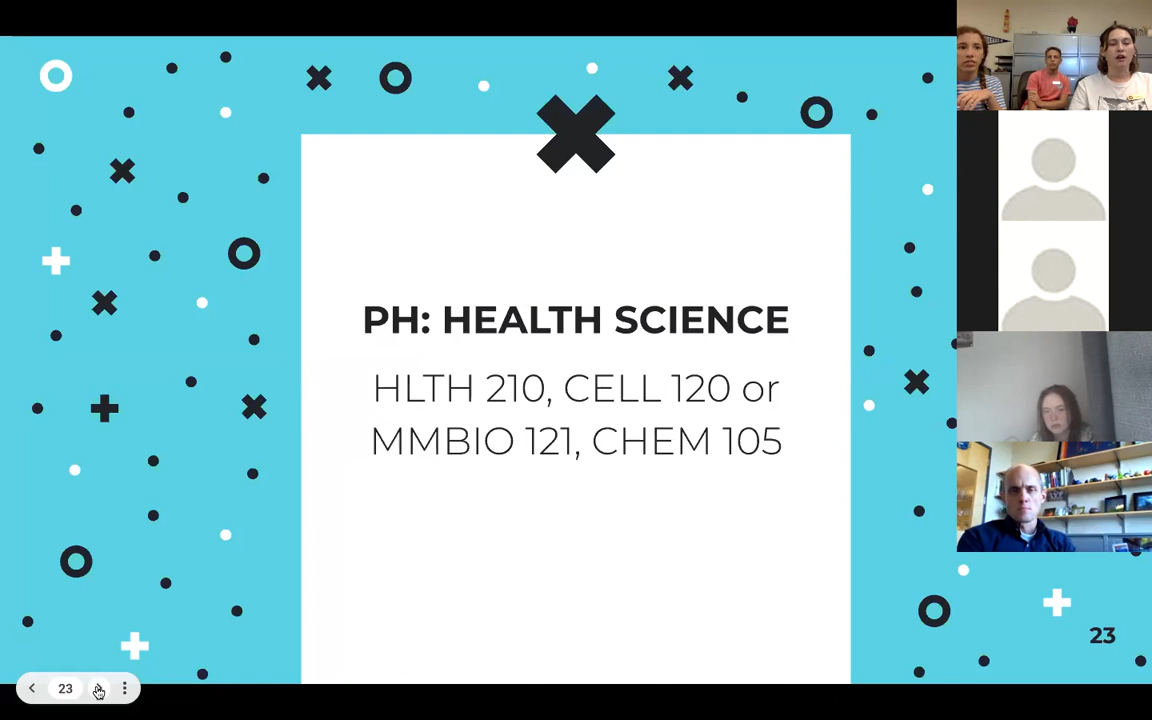 PH: HEALTH SCIENCE
HLTH 210, CELL 120 or
MMBIO 121, CHEM 105
23
23